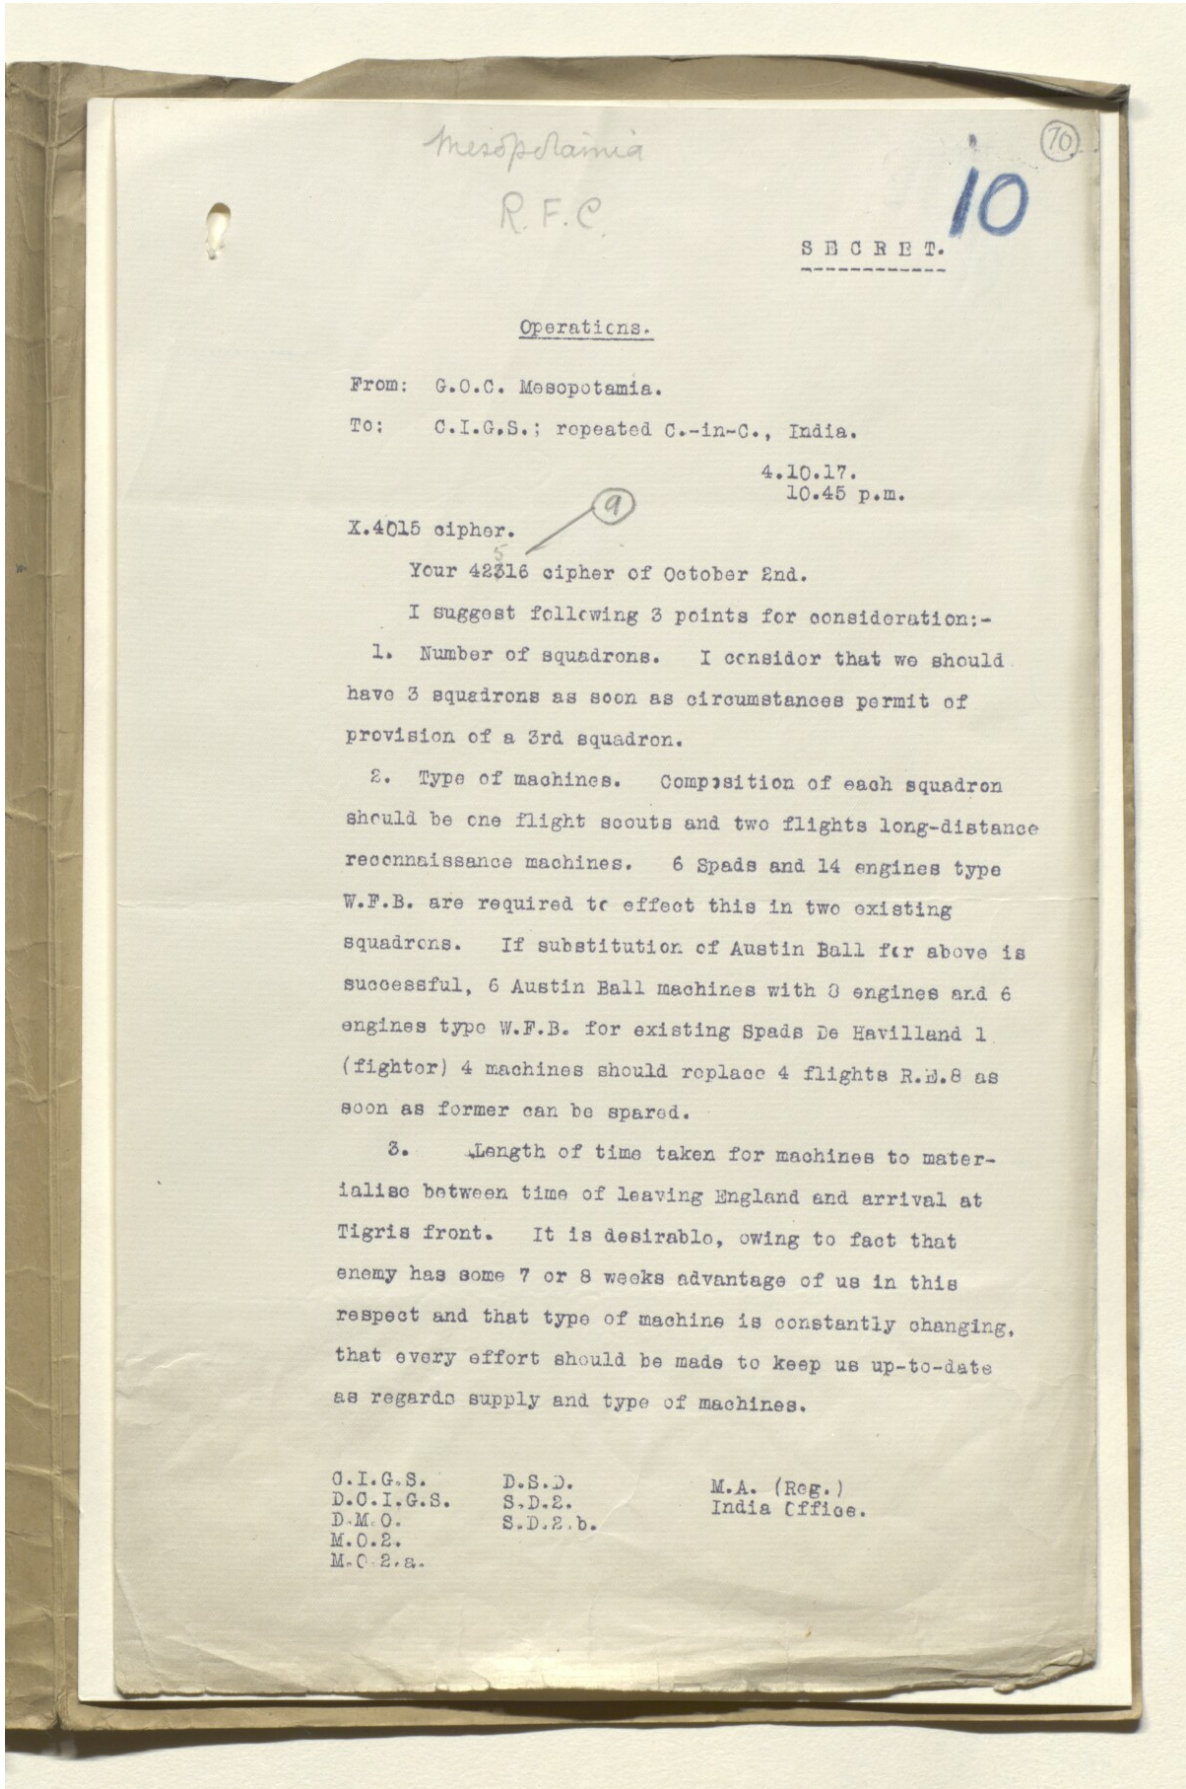 Mesopotamia
10
10
R.F.C.
SECRET.
Operations.
From: G.O.C. Mesopotamia.
To: C.I.G.S.; repeated C.-in-C., India.
4.10.17.
10.45 p.m.
9
X.4015 cipher.
5
Your 42316 cipher of October 2nd.
I suggest following 3 points for consideration:-
1. Number of squadrons. I consider that we should
have 3 squadrons as soon as circumstances permit of
provision of a 3rd squadron.
2. Type of machines. Composition of each squadron
should be one flight scouts and two flights long-distance
reconnaissance machines. 6 Spads and 14 engines type
W.F.B. are required to effect this in two existing
squadrons. If substitution of Austin Ball for above is
successful, 6 Austin Ball machines with 8 engines and 6
engines type W.F.B. for existing Spads De Havilland 1
(fighter) 4 machines should replace 4 flights R.E.8 as
soon as former can be spared.
3. Length of time taken for machines to mater-
ialise between time of leaving England and arrival at
Tigris front. It is desirable, owing to fact that
enemy has some 7 or 8 weeks advantage of us in this
respect and that type of machine is constantly changing,
that every effort should be made to keep us up-to-date
as regards supply and type of machines.
C.I.G.S. D.S.D. M.A. (Reg.)
D.C.I.G.S. S.D.2. India Office.
D.M.O. S.D.2.b.
M.O.2.
M.O.2.a.